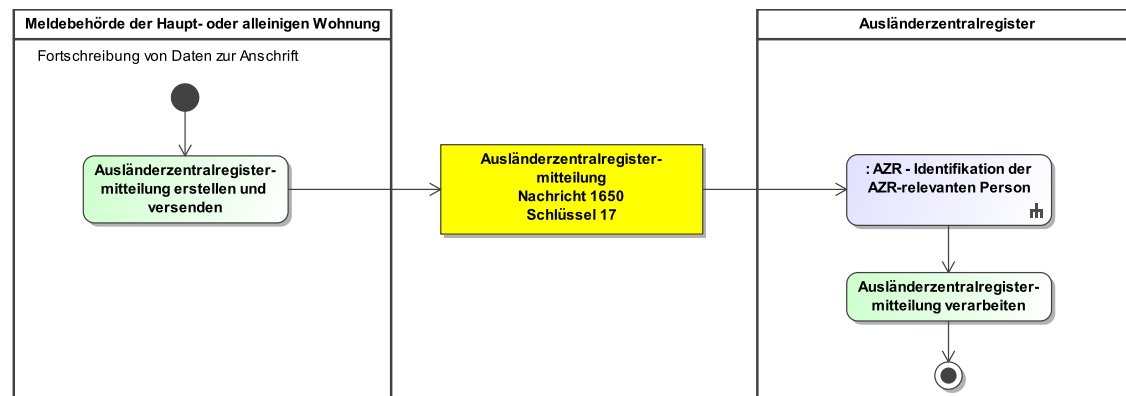 Meldebehörde der Haupt- oder alleinigen Wohnung
Fortschreibung von Daten zur Anschrift
Ausländerzentralregister-
mitteilung erstellen und
versenden
Ausländerzentralregister-
mitteilung
Nachricht 1650
Schlüssel 17
Ausländerzentralregister
: AZR - Identifikation der
AZR-relevanten Person
Ausländerzentralregister-
mitteilung verarbeiten